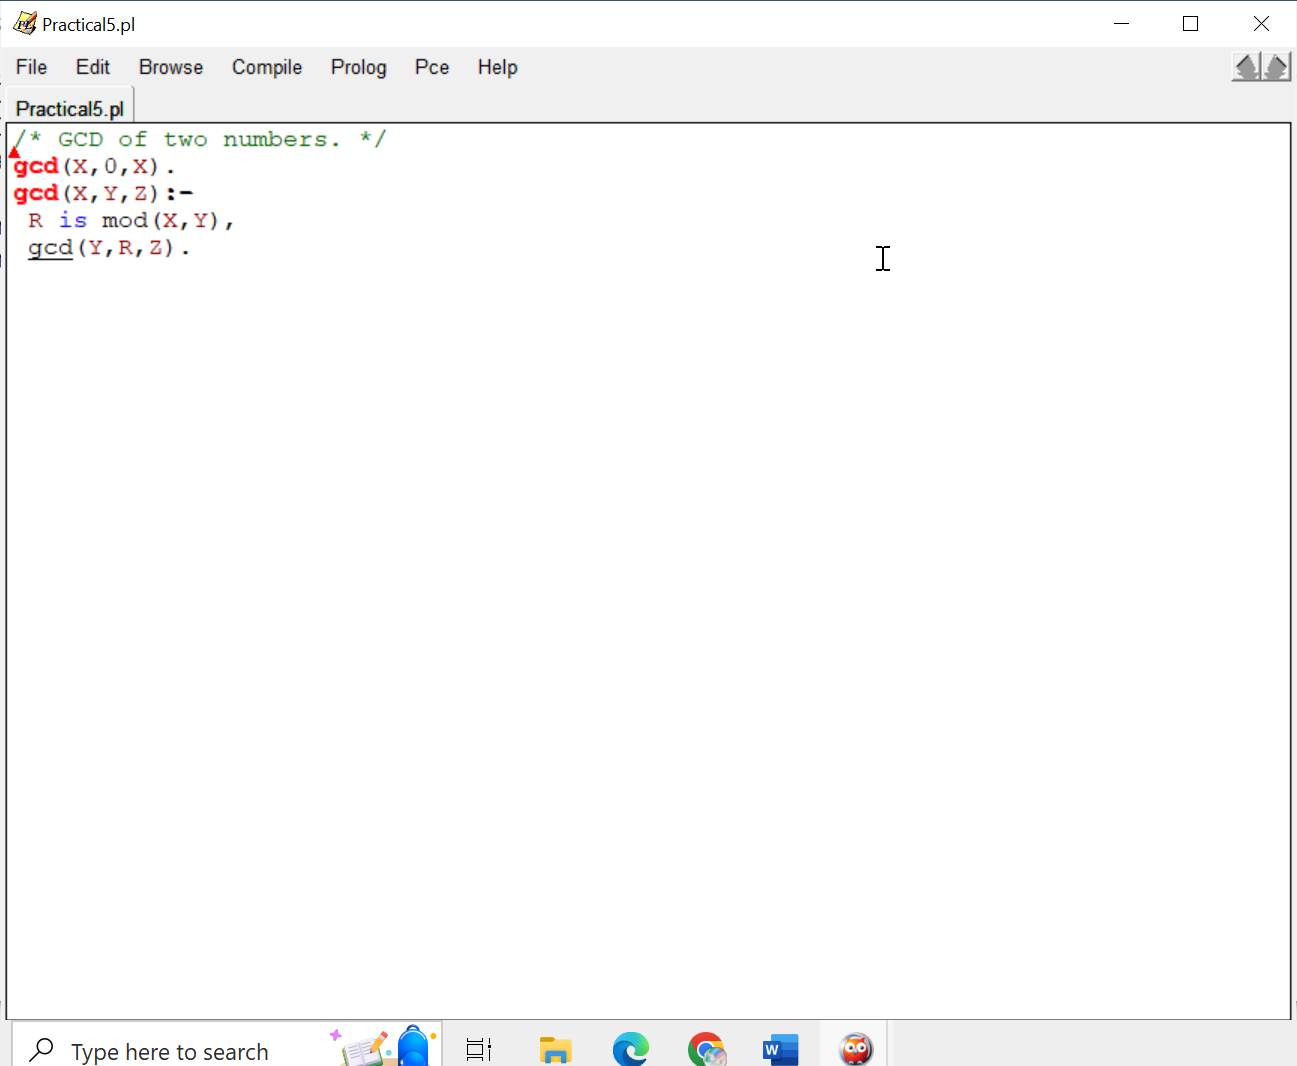 Practical5.pl
File Edit Browse Compile Prolog Pce Help
Practical5.pl
/* GCD of two numbers. */
gcd(X,0,X).
gcd(X,Y,Z):-
R is mod(X,Y),
gcd(Y,R,Z).
Type here to search